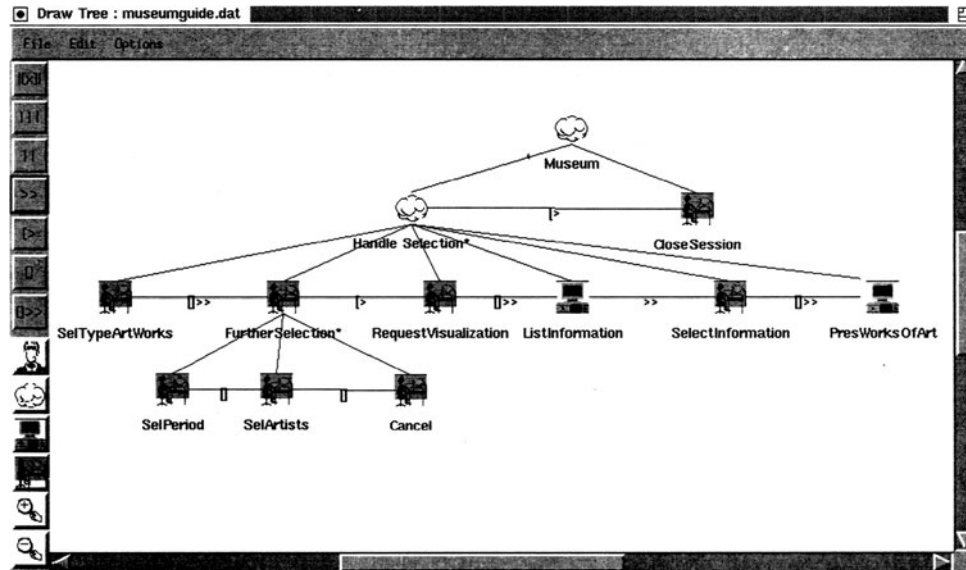 Draw Tree : museumguide.dat
File Edit Options
|[x]|
|||
||
>>
[>
[]
[]>>
Museum
[>
Handle Selection*
CloseSession
[]>> [> []>> >> []>>
SelTypeArtWorks FurtherSelection* RequestVisualization ListInformation SelectInformation PresWorksOfArt
[] []
SelPeriod SelArtists Cancel